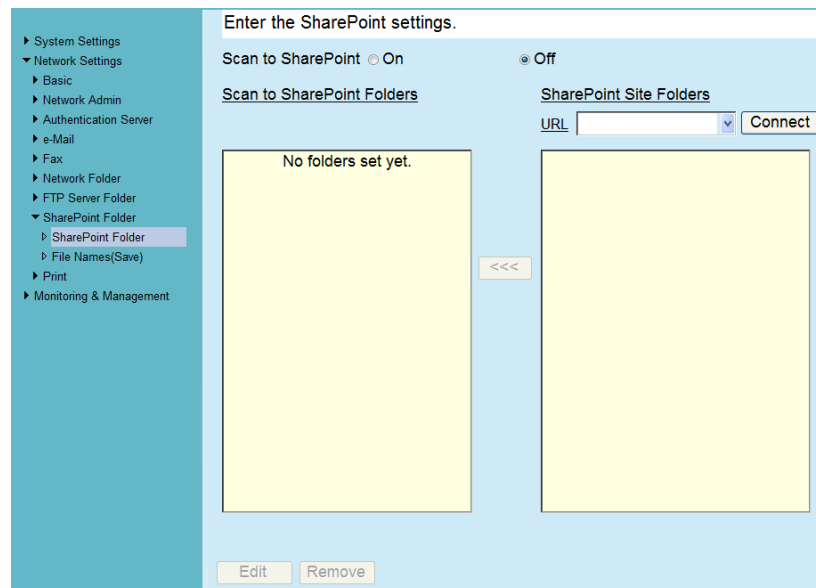 Enter the SharePoint settings.
System Settings
Network Settings
Basic
Network Admin
Authentication Server
e-Mail
Fax
Network Folder
FTP Server Folder
SharePoint Folder
SharePoint Folder
File Names(Save)
Print
Monitoring & Management
Scan to SharePoint On Off
Scan to SharePoint Folders
SharePoint Site Folders
URL Connect
No folders set yet.
<<<
Edit Remove